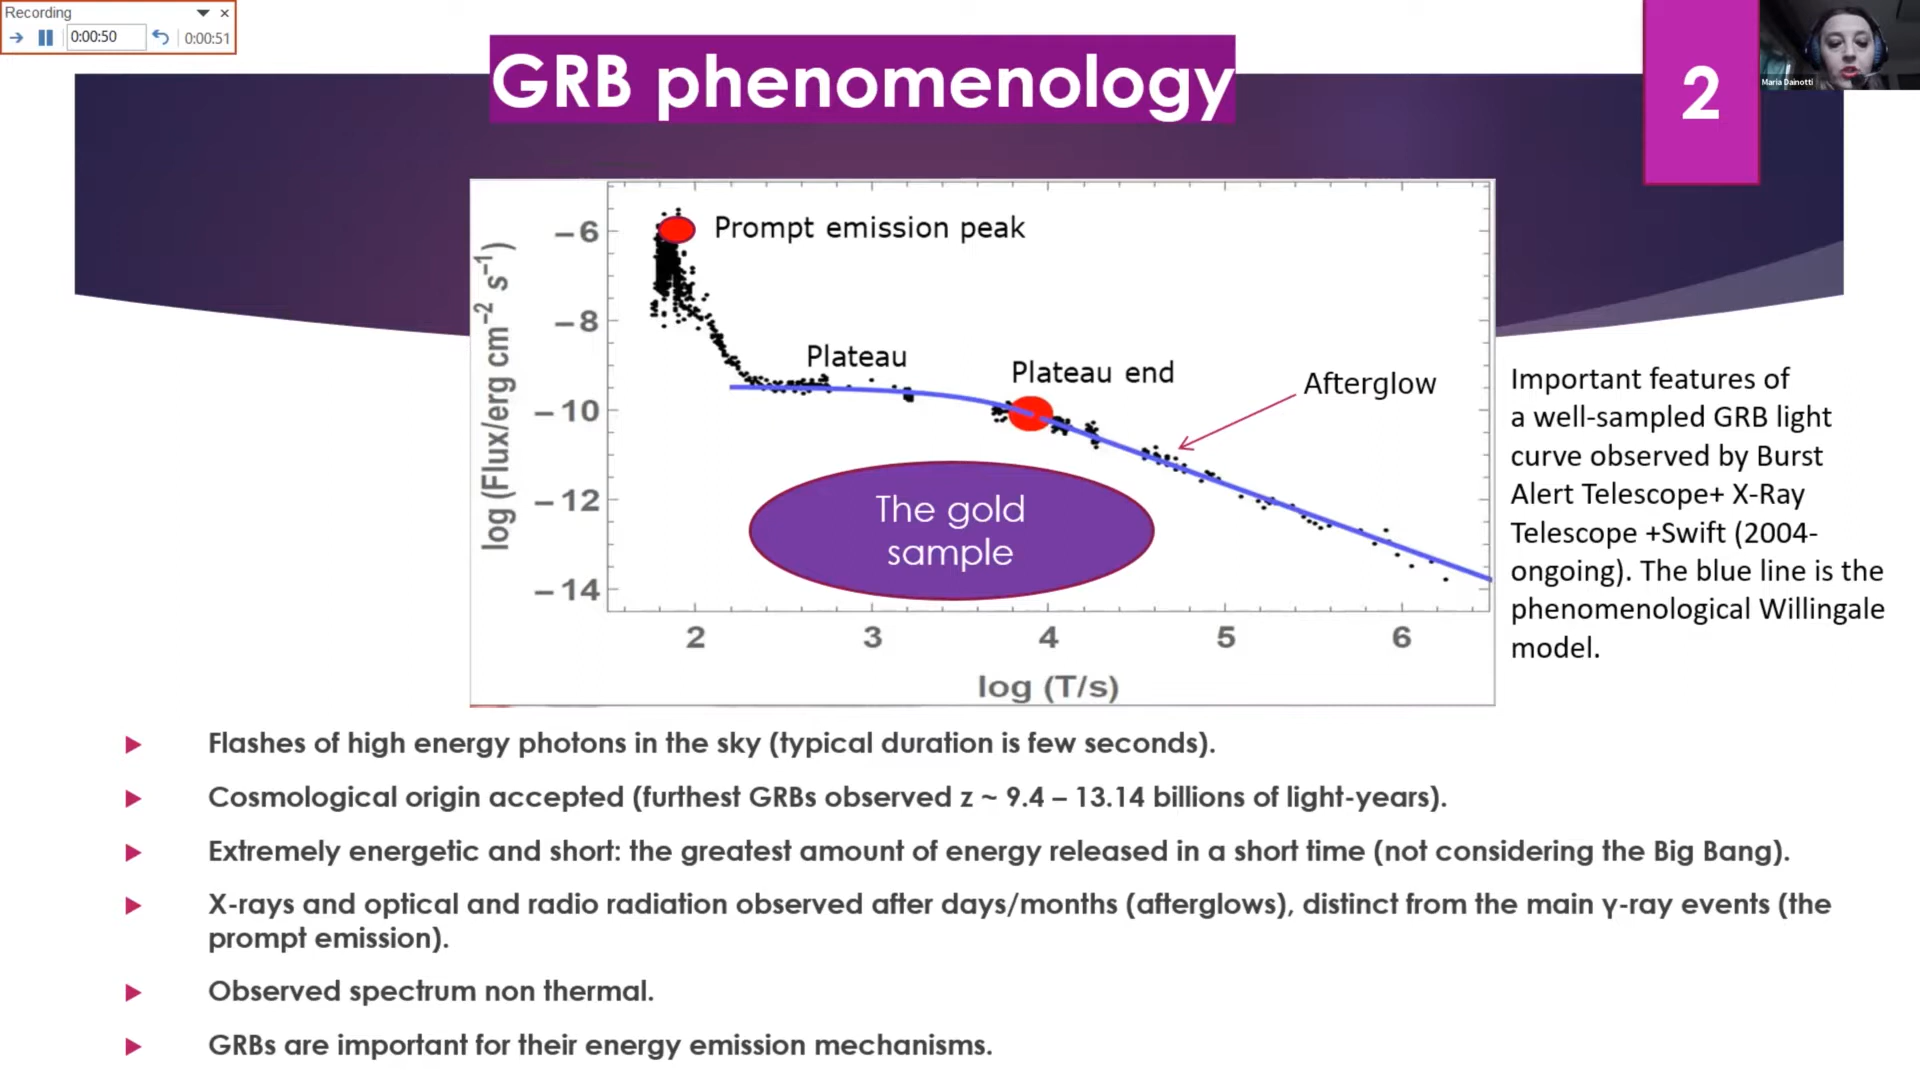 Recording
0:00:50
0:00:51
GRB phenomenology
2
Maria Dainotti
Prompt emission peak
Plateau
Plateau end
Afterglow
The gold
sample
log (Flux/erg cm−2 s−1)
−6
−8
−10
−12
−14
2 3 4 5 6
log (T/s)
Important features of
a well-sampled GRB light
curve observed by Burst
Alert Telescope+ X-Ray
Telescope +Swift (2004-
ongoing). The blue line is the
phenomenological Willingale
model.
Flashes of high energy photons in the sky (typical duration is few seconds).
Cosmological origin accepted (furthest GRBs observed z ~ 9.4 – 13.14 billions of light-years).
Extremely energetic and short: the greatest amount of energy released in a short time (not considering the Big Bang).
X-rays and optical and radio radiation observed after days/months (afterglows), distinct from the main γ-ray events (the
prompt emission).
Observed spectrum non thermal.
GRBs are important for their energy emission mechanisms.